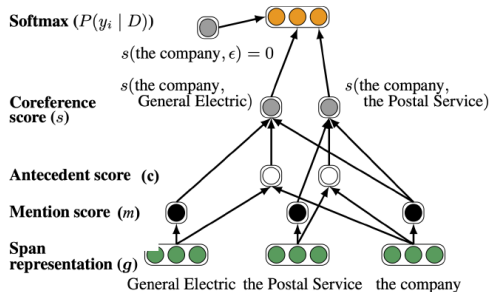 Softmax (P(y_i | D))
s(the company, ϵ) = 0
s(the company,
General Electric)
s(the company,
the Postal Service)
Coreference
score (s)
Antecedent score (c)
Mention score (m)
Span
representation (g)
General Electric the Postal Service the company